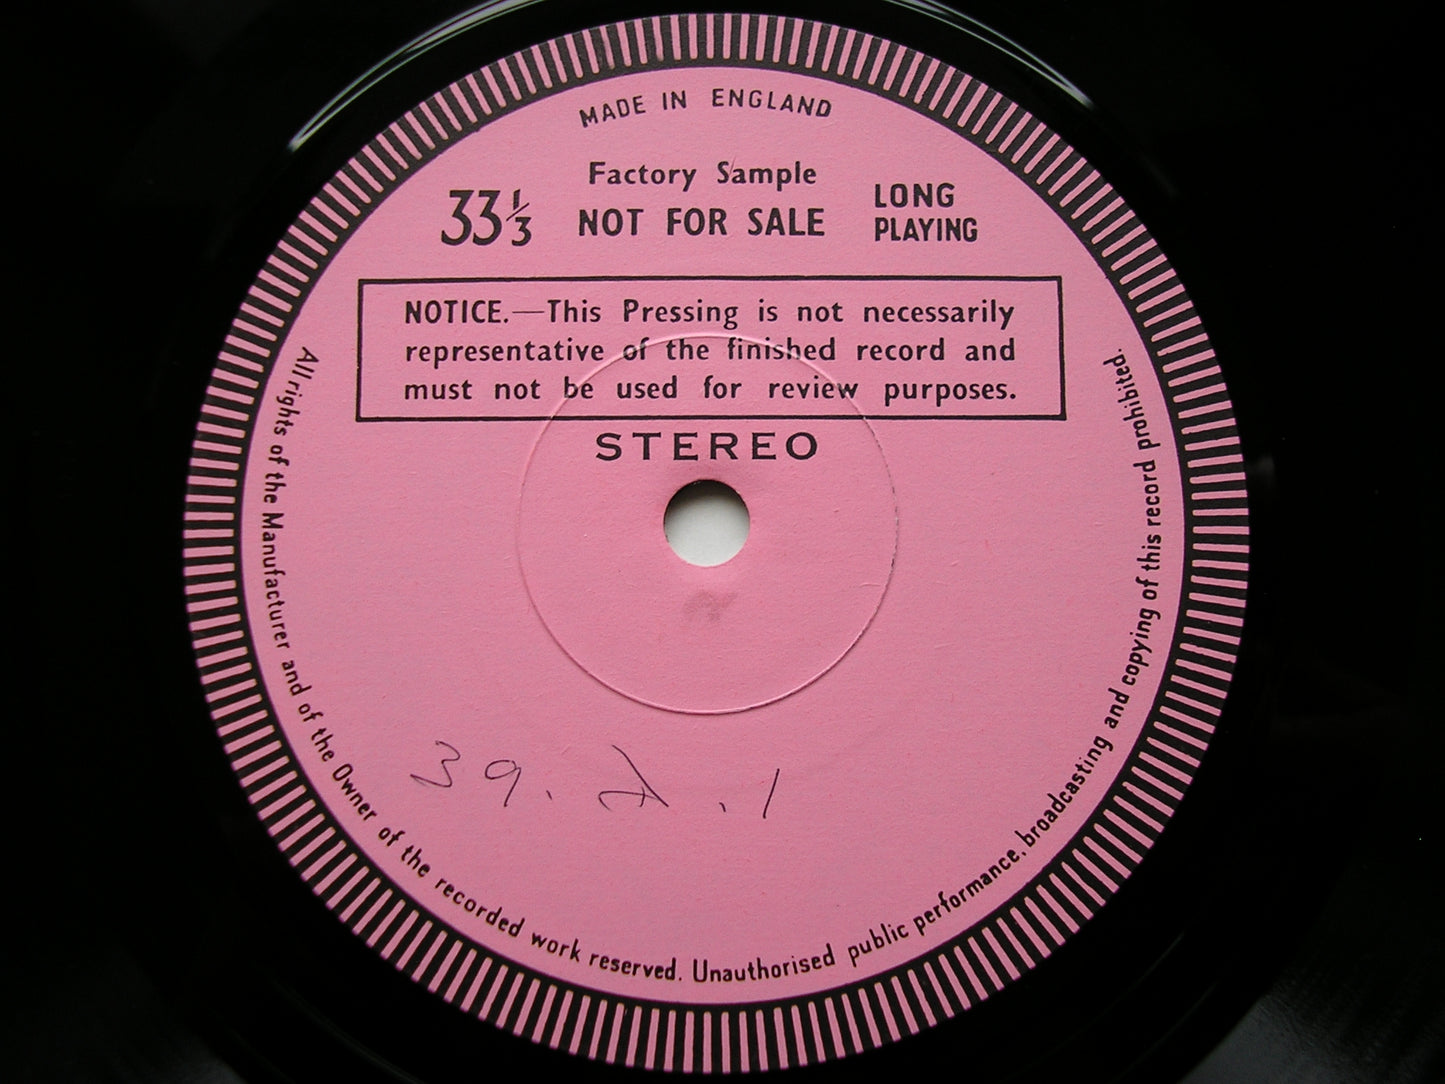 MADE IN ENGLAND
Factory Sample
33⅓ NOT FOR SALE LONG PLAYING
NOTICE.—This Pressing is not necessarily
representative of the finished record and
must not be used for review purposes.
STEREO
39. A. 1
All rights of the Manufacturer and of the Owner of the recorded work reserved. Unauthorised public performance, broadcasting and copying of this record prohibited.